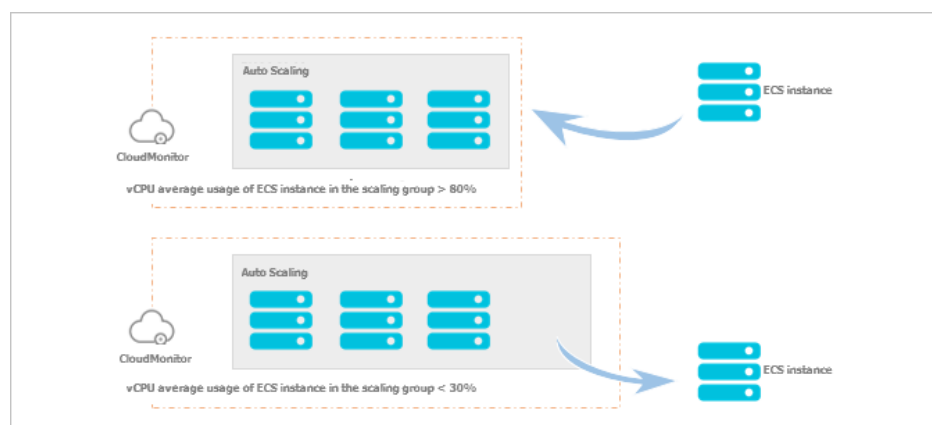 Auto Scaling
ECS instance
CloudMonitor
vCPU average usage of ECS instance in the scaling group > 80%
Auto Scaling
CloudMonitor
ECS instance
vCPU average usage of ECS instance in the scaling group < 30%